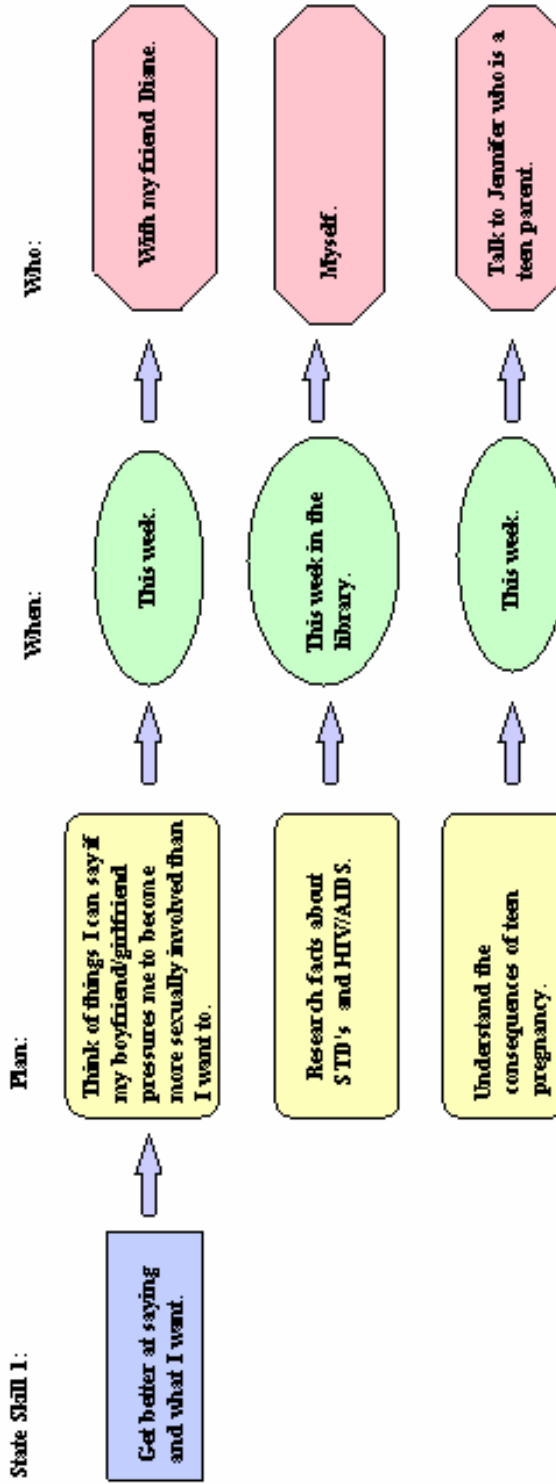 State Skill 1:
Plan:
When:
Who:
Get better at saying
and what I want.
Think of things I can say if
my boyfriend/girlfriend
pressures me to become
more sexually involved than
I want to.
This week.
With my friend Diane.
Research facts about
STD's and HIV/AIDS.
This week in the
library.
Myself.
Understand the
consequences of teen
pregnancy.
This week.
Talk to Jennifer who is a
teen parent.